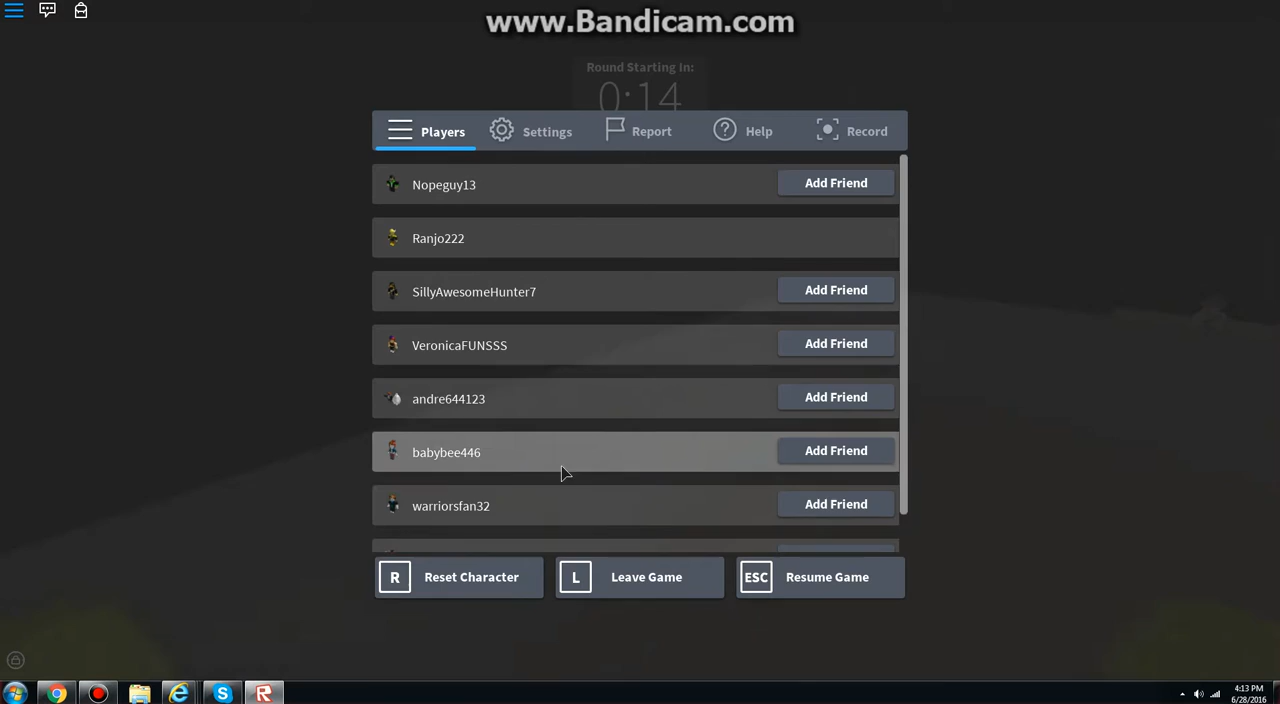 www.Bandicam.com
Round Starting In:
0:14
Players
Settings
Report
Help
Record
Nopeguy13
Add Friend
Ranjo222
SillyAwesomeHunter7
Add Friend
VeronicaFUNSSS
Add Friend
andre644123
Add Friend
babybee446
Add Friend
warriorsfan32
Add Friend
R Reset Character
L Leave Game
ESC Resume Game
4:13 PM
6/28/2016